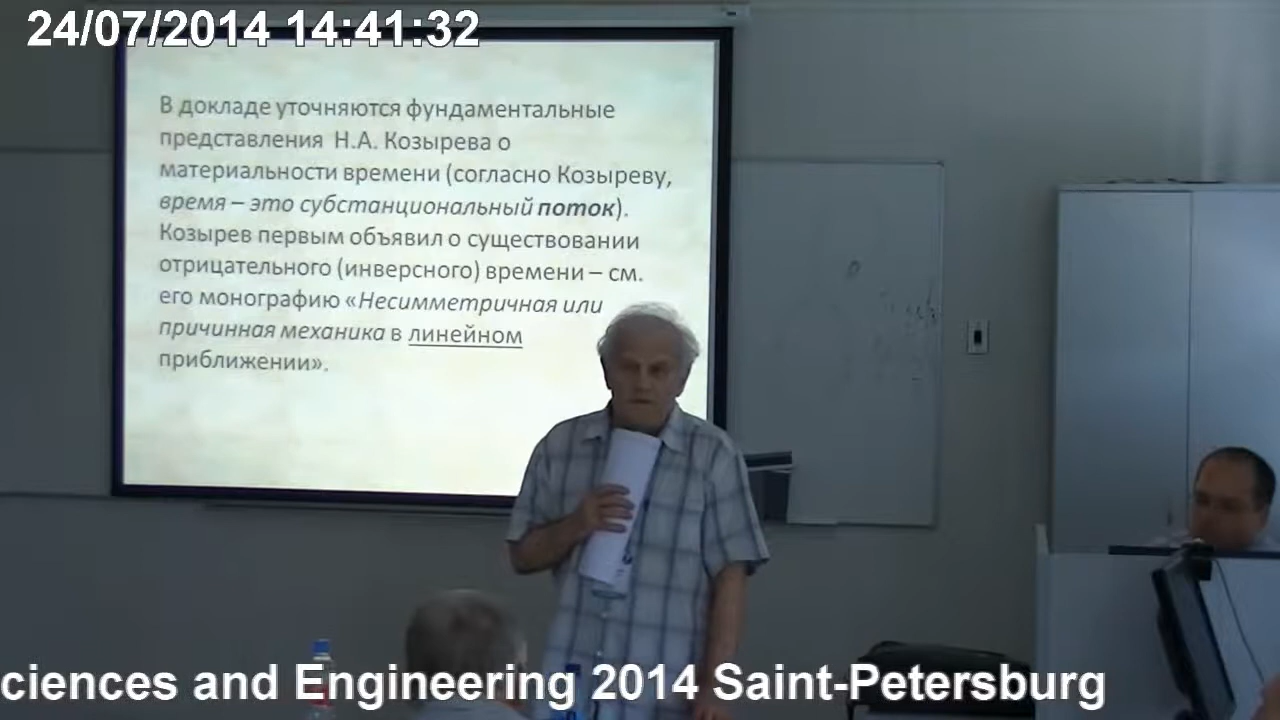 24/07/2014 14:41:32
В докладе уточняются фундаментальные
представления Н.А. Козырева о
материальности времени (согласно Козыреву,
время – это субстанциональный поток).
Козырев первым объявил о существовании
отрицательного (инверсного) времени – см.
его монографию «Несимметричная или
причинная механика в линейном
приближении».
ciences and Engineering 2014 Saint-Petersburg